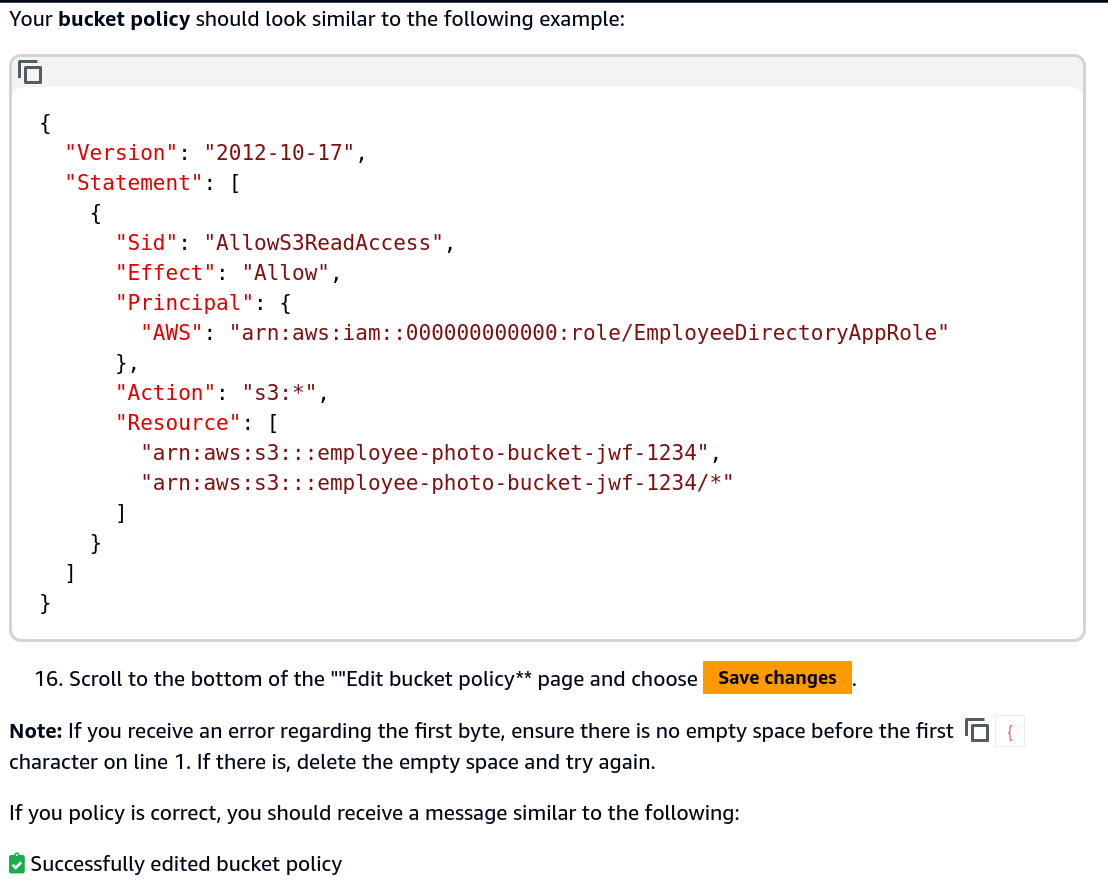 Your bucket policy should look similar to the following example:
{
  "Version": "2012-10-17",
  "Statement": [
    {
      "Sid": "AllowS3ReadAccess",
      "Effect": "Allow",
      "Principal": {
        "AWS": "arn:aws:iam::000000000000:role/EmployeeDirectoryAppRole"
      },
      "Action": "s3:*",
      "Resource": [
        "arn:aws:s3:::employee-photo-bucket-jwf-1234",
        "arn:aws:s3:::employee-photo-bucket-jwf-1234/*"
      ]
    }
  ]
}
16. Scroll to the bottom of the ""Edit bucket policy** page and choose Save changes.
Note: If you receive an error regarding the first byte, ensure there is no empty space before the first {
character on line 1. If there is, delete the empty space and try again.
If you policy is correct, you should receive a message similar to the following:
Successfully edited bucket policy